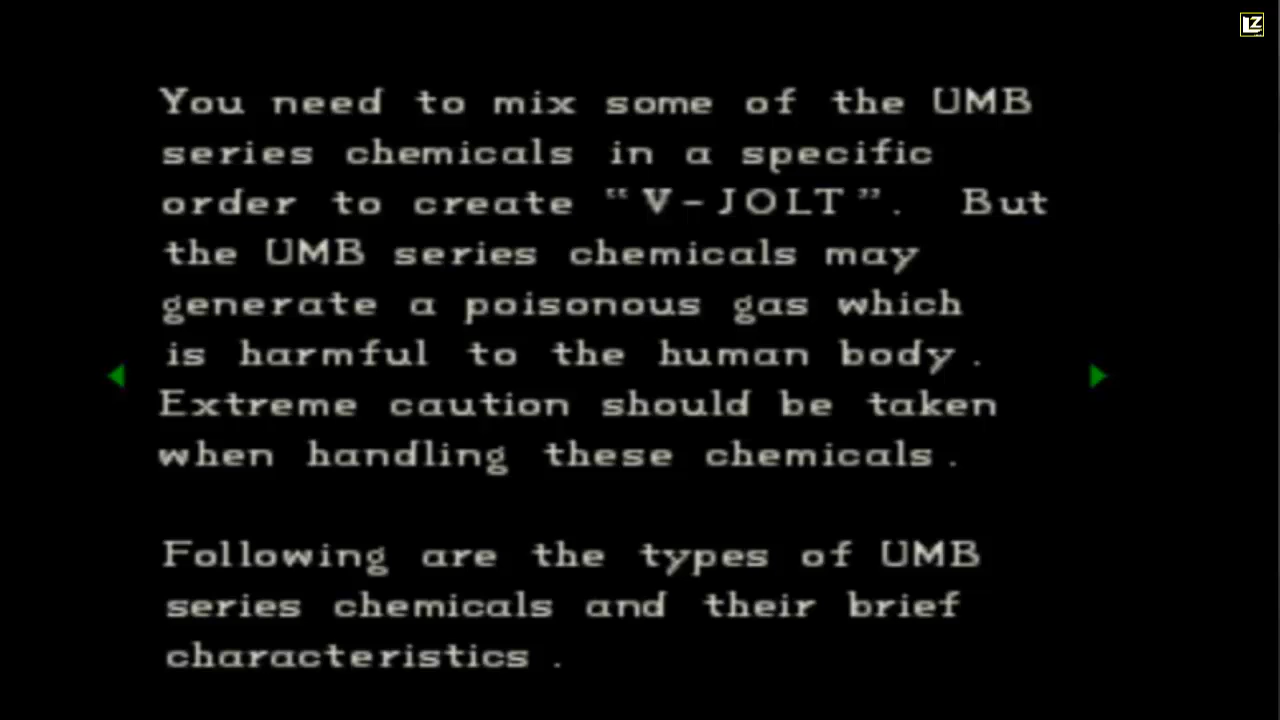 LZ
You need to mix some of the UMB
series chemicals in a specific
order to create “V-JOLT”. But
the UMB series chemicals may
generate a poisonous gas which
is harmful to the human body.
Extreme caution should be taken
when handling these chemicals.
Following are the types of UMB
series chemicals and their brief
characteristics.